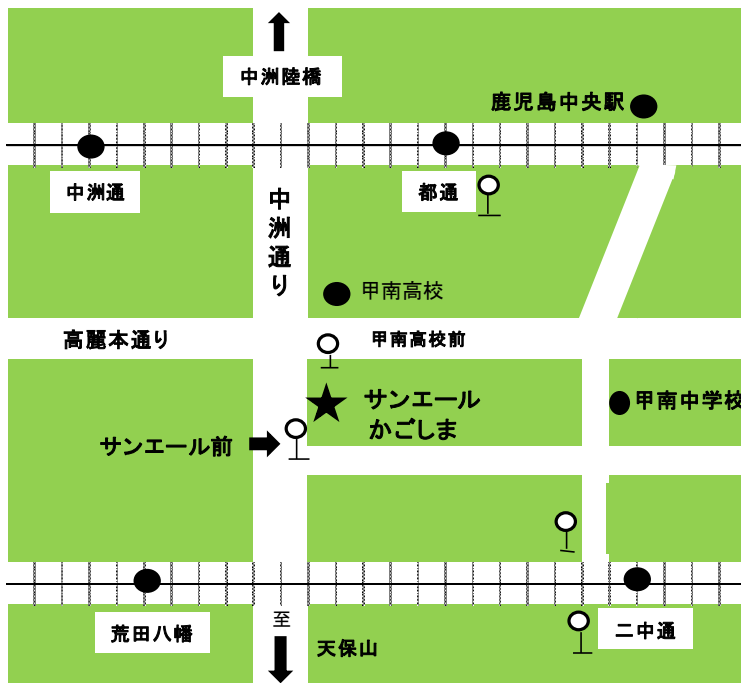 中洲陸橋
鹿児島中央駅
中洲通
都通
中洲通り
甲南高校
高麗本通り
甲南高校前
サンエール
かごしま
甲南中学校
サンエール前
荒田八幡
至
天保山
二中通